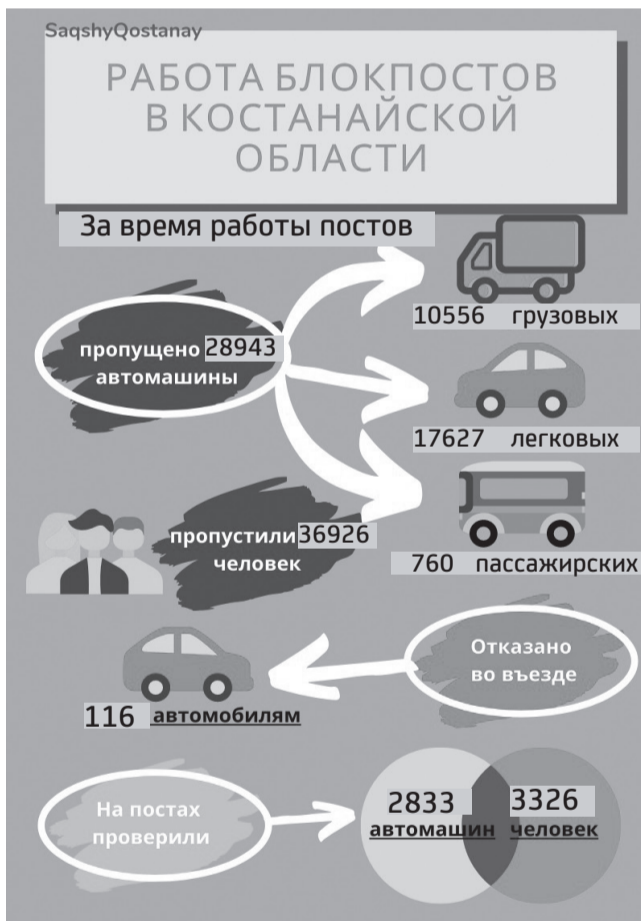 SaqshyQostanay
РАБОТА БЛОКПОСТОВ
В КОСТАНАЙСКОЙ
ОБЛАСТИ
За время работы постов
10556 грузовых
пропущено 28943
автомашины
17627 легковых
пропустили 36926
человек
760 пассажирских
Отказано
во въезде
116 автомобилям
На постах
проверили
2833
автомашин
3326
человек